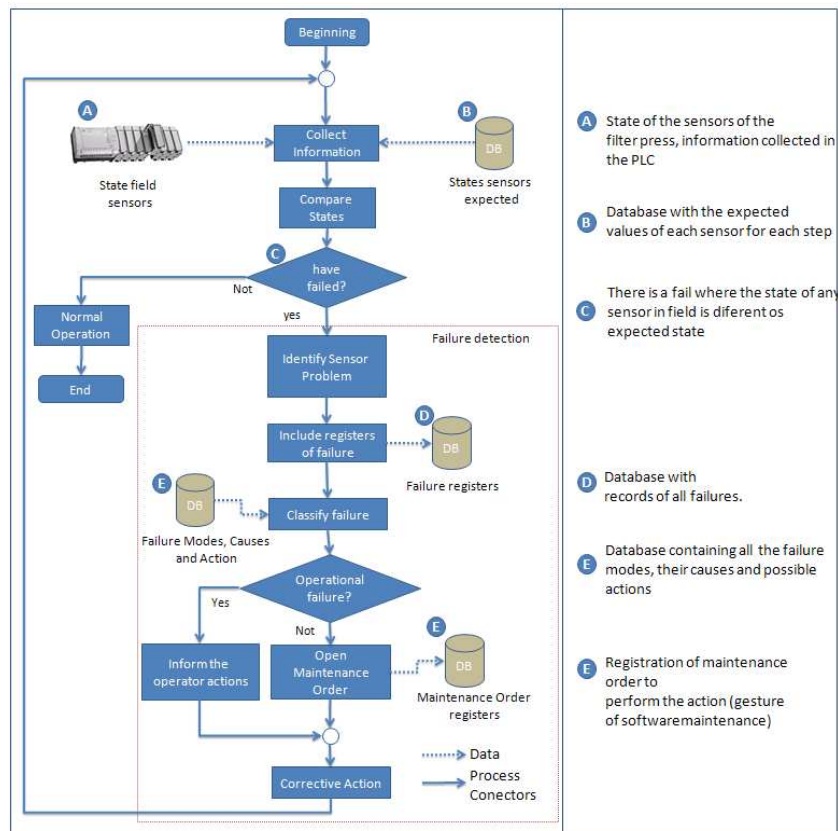 Beginning
A
B
Collect
Information
DB
State field
sensors
States sensors
expected
Compare
States
C
have
failed?
Not
yes
Normal
Operation
End
Failure detection
Identify Sensor
Problem
D
Include registers
of failure
DB
Failure registers
E
DB
Classify failure
Failure Modes, Causes
and Action
Operational
failure?
Yes
Not
E
Inform the
operator actions
Open
Maintenance
Order
DB
Maintenance Order
registers
Data
Process
Conectors
Corrective Action
A
State of the sensors of the
filter press, information collected in
the PLC
B
Database with the expected
values of each sensor for each step
C
There is a fail where the state of any
sensor in field is diferent os
expected state
D
Database with
records of all failures.
E
Database containing all the failure
modes, their causes and possible
actions
E
Registration of maintenance
order to
perform the action (gesture
of softwaremaintenance)